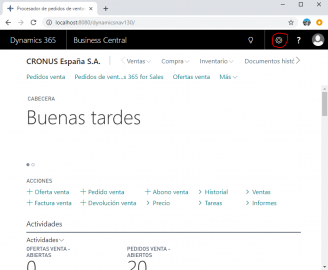 Procesador de pedidos de vent
localhost:8080/dynamicsnav130/
Dynamics 365 Business Central
CRONUS España S.A. Ventas Compra Inventario Documentos histó
Pedidos venta Pedidos de vent...s 365 for Sales Ofertas venta Más
CABECERA
Buenas tardes
ACCIONES
+ Oferta venta + Pedido venta + Abono venta > Historial > Ventas
+ Factura venta + Devolución venta > Precio > Tareas > Informes
Actividades
Actividades
OFERTAS VENTA - ABIERTAS PEDIDOS VENTA - ABIERTOS
0 20